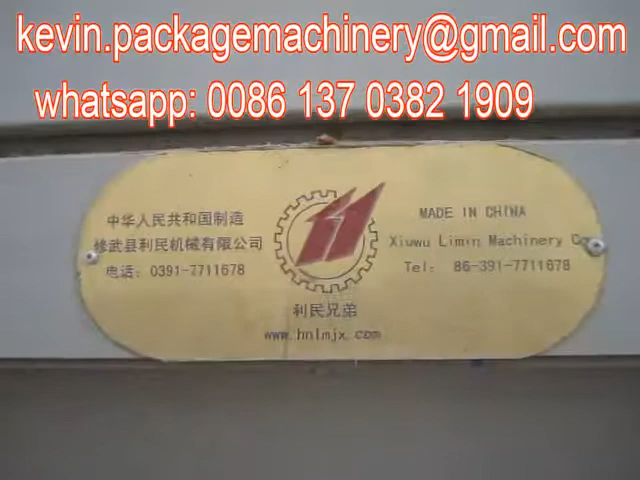 kevin.packagemachinery@gmail.com
whatsapp: 0086 137 0382 1909
中华人民共和国制造
修武县利民机械有限公司
电话: 0391-7711678
MADE IN CHINA
Xiuwu Limin Machinery Co
Tel: 86-391-7711678
利民兄弟
www.hnlmjx.com